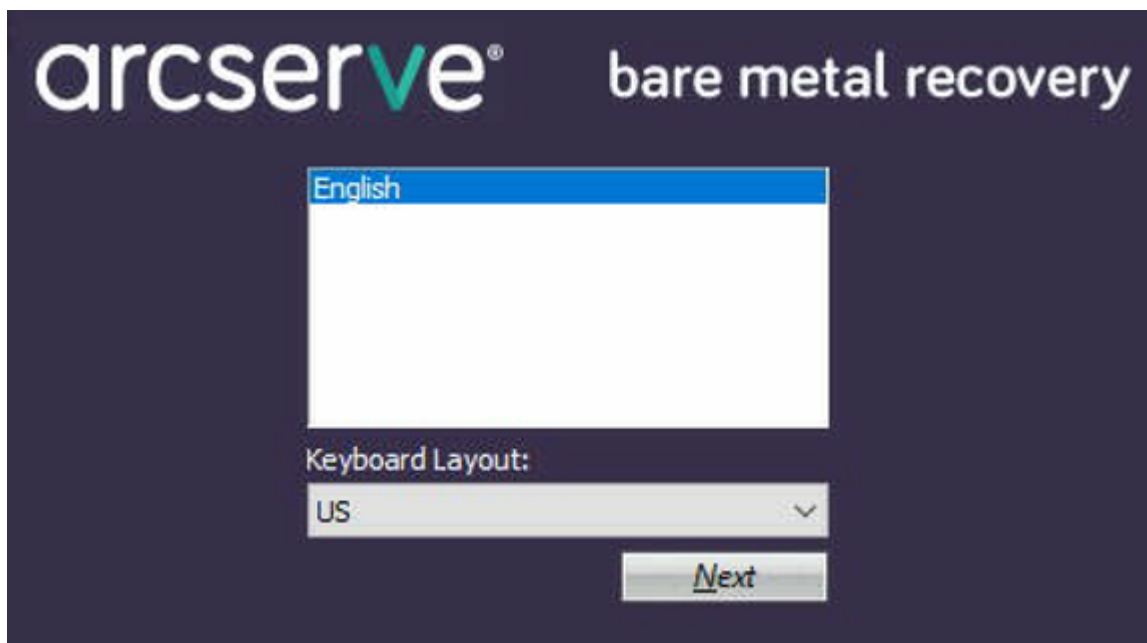 arcserve® bare metal recovery
English
Keyboard Layout:
US
Next